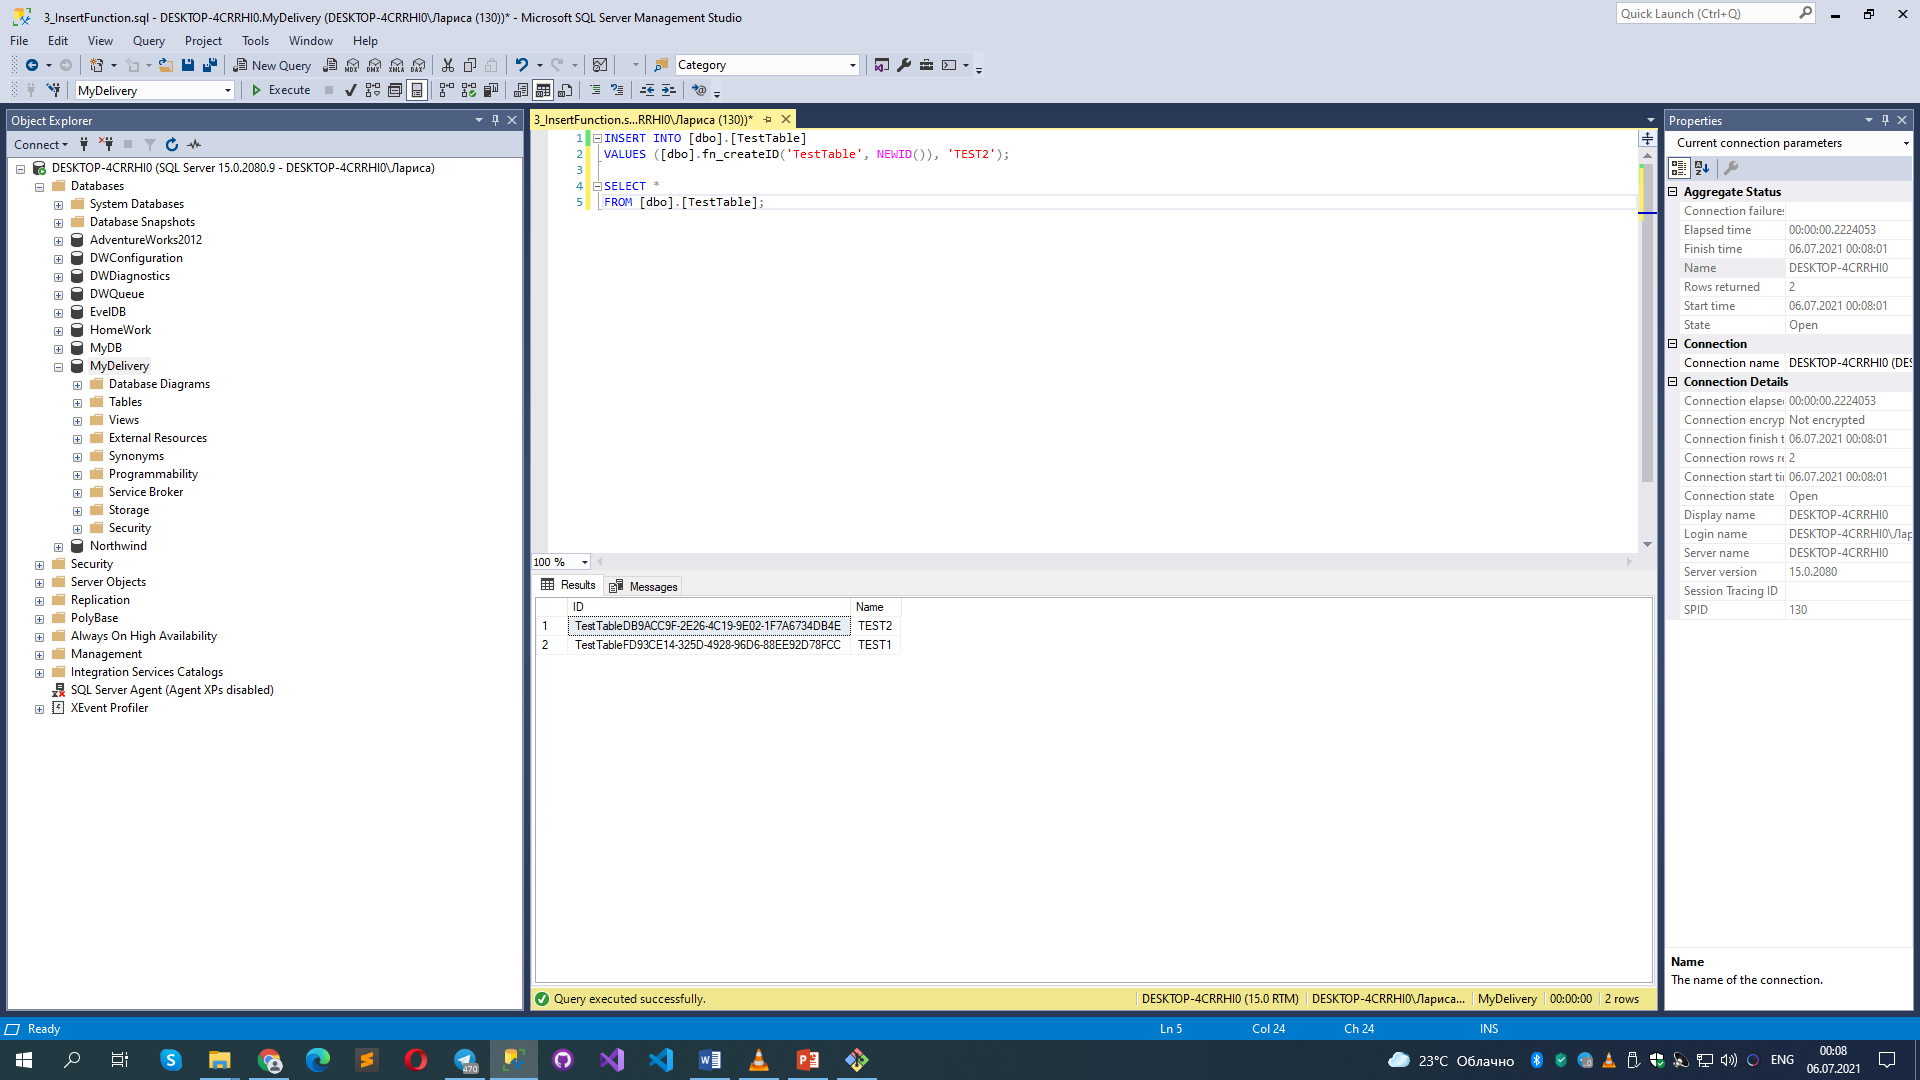 3_InsertFunction.sql - DESKTOP-4CRRHI0.MyDelivery (DESKTOP-4CRRHI0\Лариса (130))* - Microsoft SQL Server Management Studio
Quick Launch (Ctrl+Q)
File Edit View Query Project Tools Window Help
New Query
Category
MyDelivery
Execute
Object Explorer
Connect
DESKTOP-4CRRHI0 (SQL Server 15.0.2080.9 - DESKTOP-4CRRHI0\Лариса)
Databases
System Databases
Database Snapshots
AdventureWorks2012
DWConfiguration
DWDiagnostics
DWQueue
EvelDB
HomeWork
MyDB
MyDelivery
Database Diagrams
Tables
Views
External Resources
Synonyms
Programmability
Service Broker
Storage
Security
Northwind
Security
Server Objects
Replication
PolyBase
Always On High Availability
Management
Integration Services Catalogs
SQL Server Agent (Agent XPs disabled)
XEvent Profiler
3_InsertFunction.s...RRHI0\Лариса (130))*
1 INSERT INTO [dbo].[TestTable]
2 VALUES ([dbo].fn_createID('TestTable', NEWID()), 'TEST2');
3
4 SELECT *
5 FROM [dbo].[TestTable];
100 %
Results Messages
ID Name
1 TestTableDB9ACC9F-2E26-4C19-9E02-1F7A6734DB4E TEST2
2 TestTableFD93CE14-325D-4928-96D6-88EE92D78FCC TEST1
Query executed successfully.
DESKTOP-4CRRHI0 (15.0 RTM) DESKTOP-4CRRHI0\Лариса... MyDelivery 00:00:00 2 rows
Properties
Current connection parameters
Aggregate Status
Connection failures
Elapsed time 00:00:00.2224053
Finish time 06.07.2021 00:08:01
Name DESKTOP-4CRRHI0
Rows returned 2
Start time 06.07.2021 00:08:01
State Open
Connection
Connection name DESKTOP-4CRRHI0 (DES
Connection Details
Connection elapse 00:00:00.2224053
Connection encryp Not encrypted
Connection finish t 06.07.2021 00:08:01
Connection rows re 2
Connection start ti 06.07.2021 00:08:01
Connection state Open
Display name DESKTOP-4CRRHI0
Login name DESKTOP-4CRRHI0\Лар
Server name DESKTOP-4CRRHI0
Server version 15.0.2080
Session Tracing ID
SPID 130
Name
The name of the connection.
Ready
Ln 5 Col 24 Ch 24 INS
470
23°C Облачно
ENG
00:08
06.07.2021